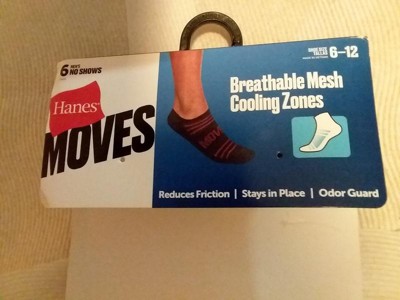 6 MEN'S
NO SHOWS
Hanes
MOVES
SHOE SIZE
6-12
Breathable Mesh
Cooling Zones
Reduces Friction | Stays in Place | Odor Guard